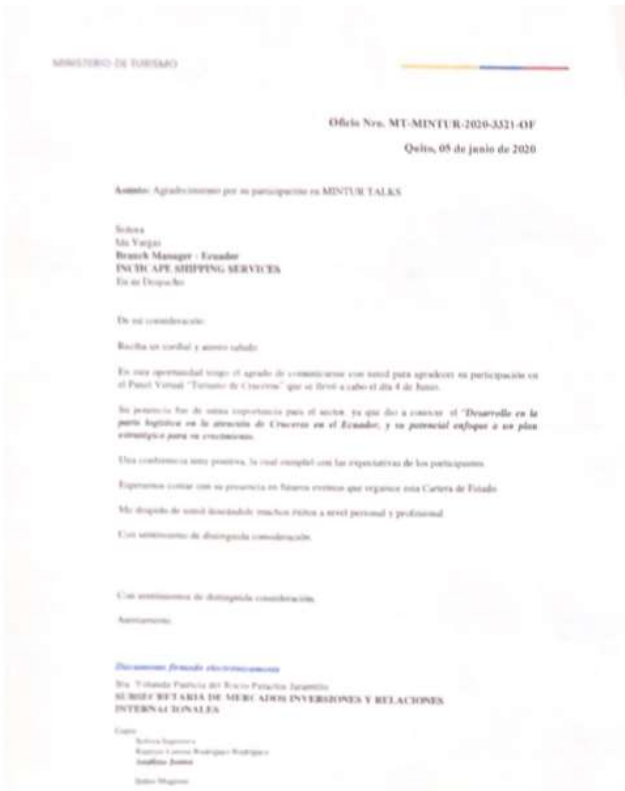 MINISTERIO DE TURISMO
Oficio Nro. MT-MINTUR-2020-3321-OF
Quito, 05 de junio de 2020
Asunto: Agradecimiento por su participación en MINTUR TALKS
Señora
Vargas
Branch Manager - Ecuador
INCHCAPE SHIPPING SERVICES
En su Despacho
De mi consideración:
Reciba un cordial y atento saludo
En esta oportunidad tengo el agrado de comunicarme con usted para agradecer su participación en
el Panel Virtual "Turismo de Cruceros" que se llevó a cabo el día 4 de Junio.
Su ponencia fue de suma importancia para el sector, ya que dio a conocer el "Desarrollo en la
parte logística en la atención de Cruceros en el Ecuador, y su potencial enfoque a un plan
estratégico para su crecimiento.
Una conferencia muy positiva, la cual cumplió con las expectativas de los participantes.
Esperamos contar con su presencia en futuros eventos que organice esta Cartera de Estado
Me despido de usted deseándole muchos éxitos a nivel personal y profesional
Con sentimientos de distinguida consideración.
Con sentimientos de distinguida consideración.
Atentamente,
Documento firmado electrónicamente
Sra. Yolanda Patricia del Rocío
SUBSECRETARIA DE MERCADOS INVERSIONES Y RELACIONES
INTERNACIONALES
Copia:
Señora Ingeniera
Rodríguez Rodríguez
Analista Junior